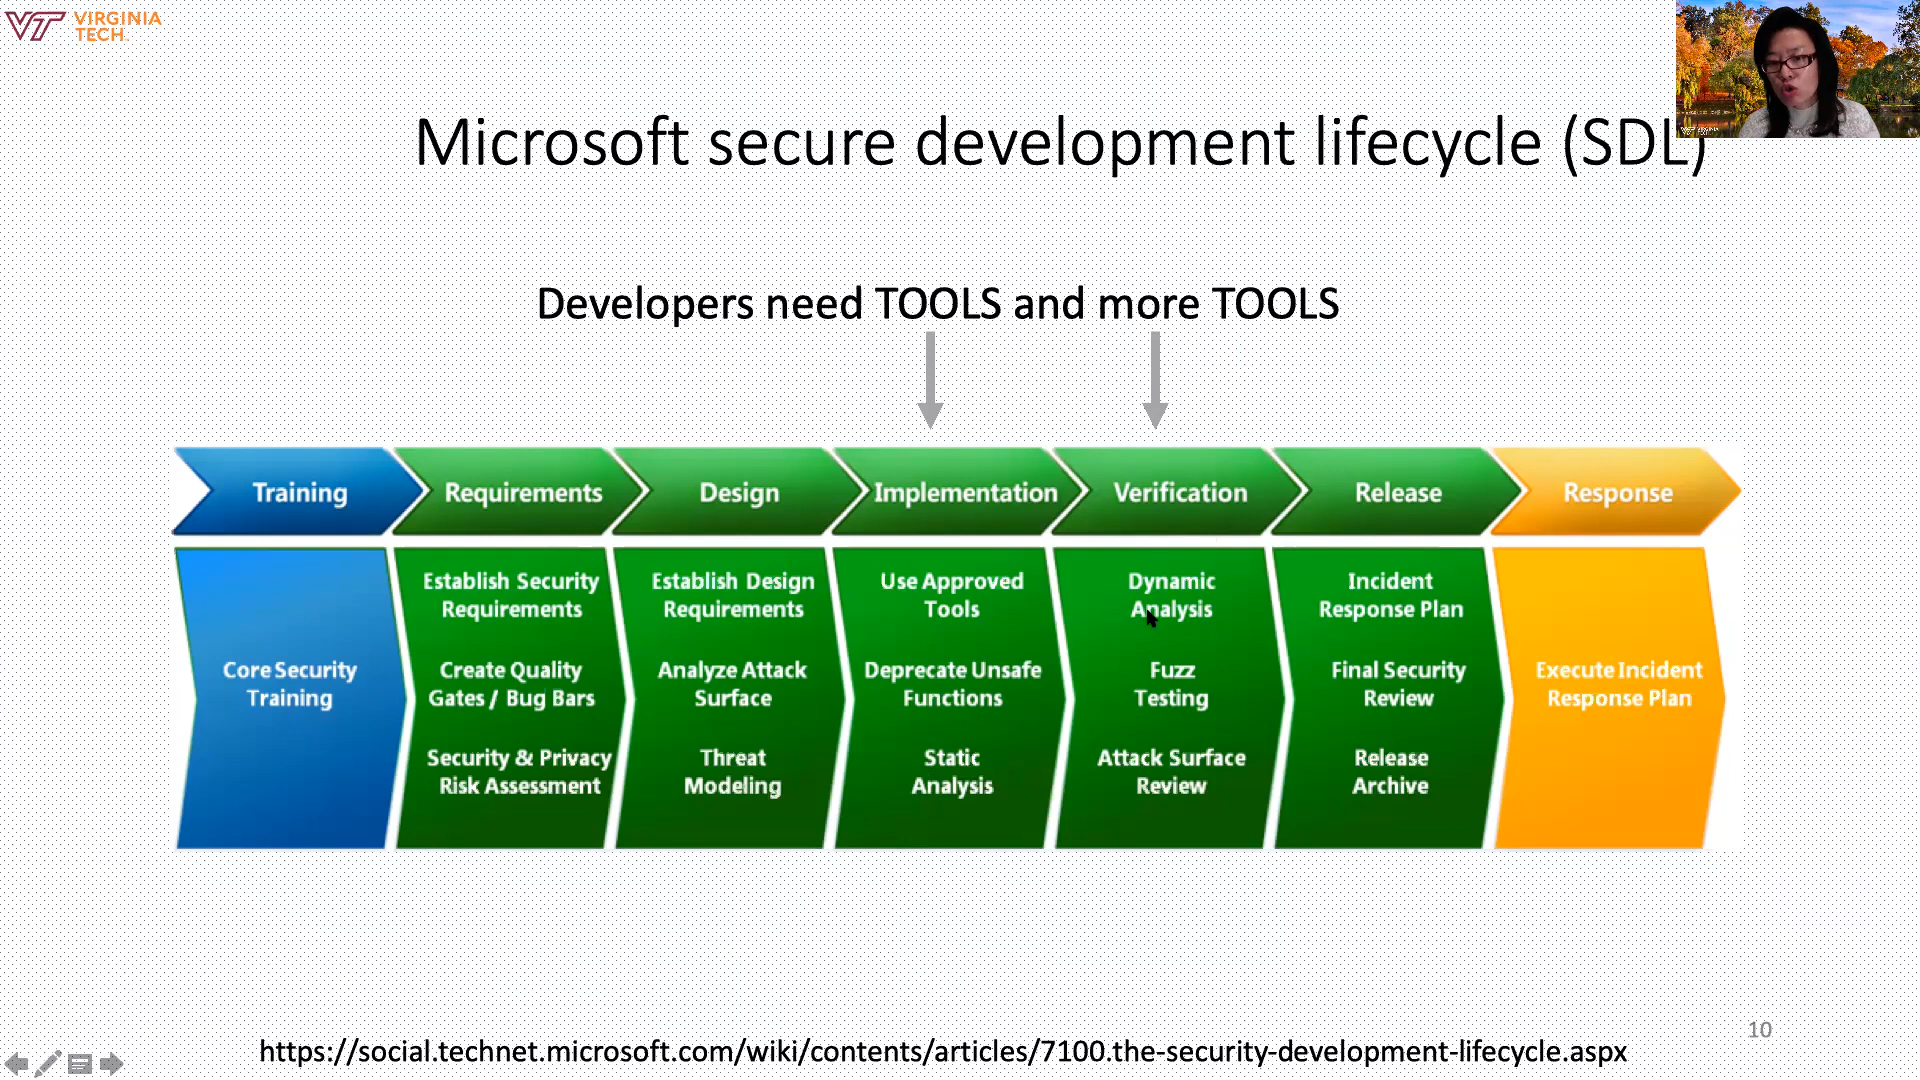 VIRGINIA
TECH
Microsoft secure development lifecycle (SDL)
Developers need TOOLS and more TOOLS
Training
Requirements
Design
Implementation
Verification
Release
Response
Core Security
Training
Establish Security
Requirements
Create Quality
Gates / Bug Bars
Security & Privacy
Risk Assessment
Establish Design
Requirements
Analyze Attack
Surface
Threat
Modeling
Use Approved
Tools
Deprecate Unsafe
Functions
Static
Analysis
Dynamic
Analysis
Fuzz
Testing
Attack Surface
Review
Incident
Response Plan
Final Security
Review
Release
Archive
Execute Incident
Response Plan
10
https://social.technet.microsoft.com/wiki/contents/articles/7100.the-security-development-lifecycle.aspx